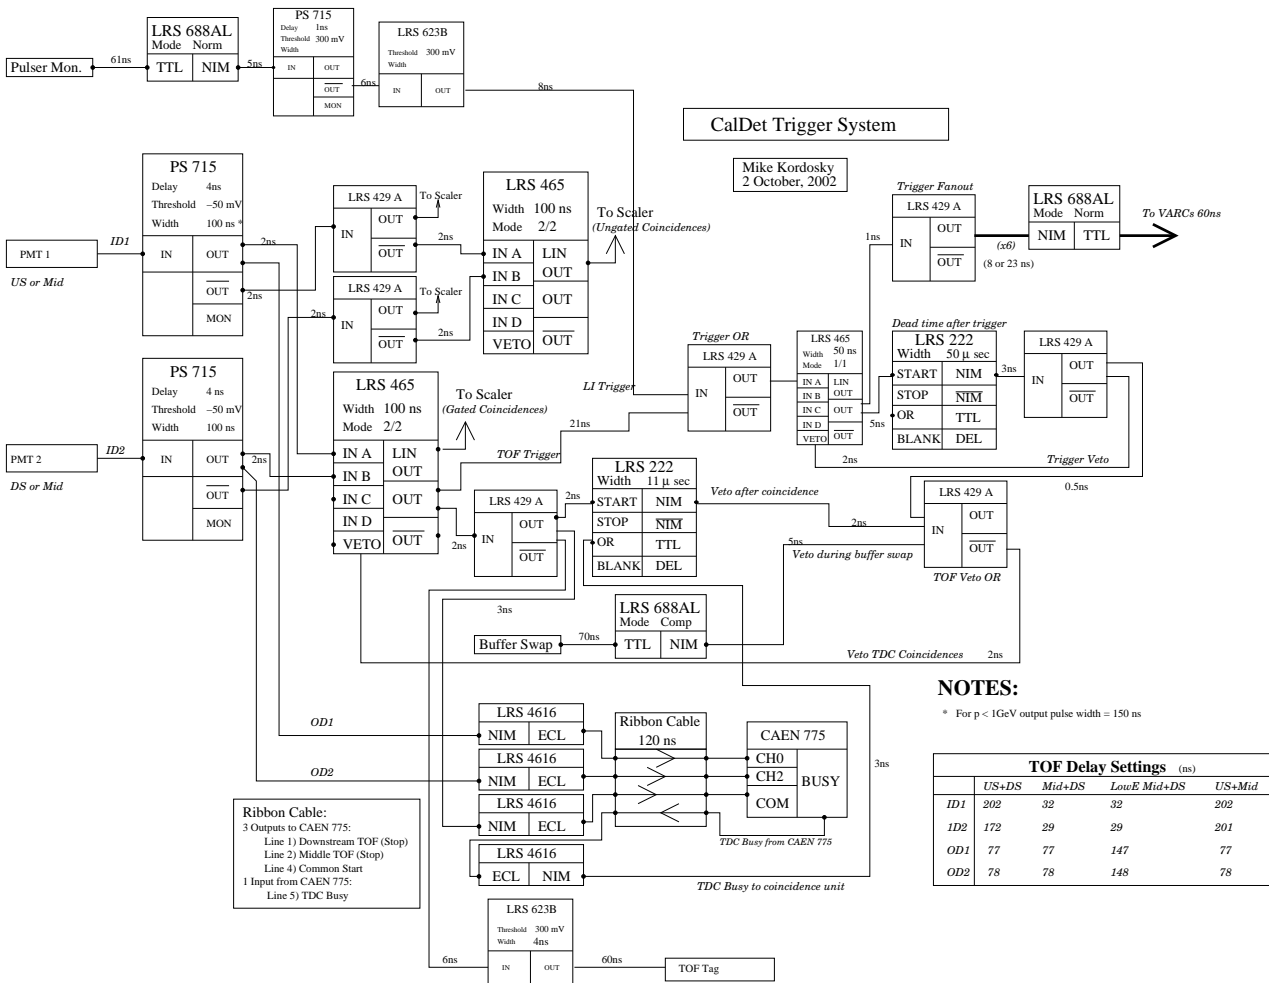 PS 715
Delay 1ns
Threshold 300 mV
Width
IN OUT
OUT
MON
LRS 688AL
Mode Norm
TTL NIM
Pulser Mon.
61ns
5ns
6ns
LRS 623B
Threshold 300 mV
Width
IN OUT
8ns
CalDet Trigger System
Mike Kordosky
2 October, 2002
PS 715
Delay 4ns
Threshold −50 mV
Width 100 ns *
IN OUT
OUT
MON
PMT 1
ID1
US or Mid
2ns
2ns
2ns
LRS 429 A
IN OUT
OUT
To Scaler
2ns
LRS 429 A
IN OUT
OUT
To Scaler
2ns
LRS 465
Width 100 ns
Mode 2/2
IN A LIN
IN B OUT
IN C OUT
IN D
VETO OUT
To Scaler
(Ungated Coincidences)
PS 715
Delay 4 ns
Threshold −50 mV
Width 100 ns
IN OUT
OUT
MON
PMT 2
ID2
DS or Mid
2ns
LRS 465
Width 100 ns
Mode 2/2
IN A LIN
IN B OUT
IN C OUT
IN D
VETO OUT
To Scaler
(Gated Coincidences)
LI Trigger
21ns
TOF Trigger
2ns
Trigger OR
LRS 429 A
IN OUT
OUT
LRS 465
Width 50 ns
Mode 1/1
IN A LIN
IN B OUT
IN C OUT
IN D
VETO OUT
1ns
5ns
Trigger Fanout
LRS 429 A
IN OUT
OUT
(x6)
(8 or 23 ns)
LRS 688AL
Mode Norm
NIM TTL
To VARCs 60ns
Dead time after trigger
LRS 222
Width 50 μ sec
START NIM
STOP NIM
OR TTL
BLANK DEL
3ns
LRS 429 A
IN OUT
OUT
2ns
Trigger Veto
0.5ns
LRS 429 A
IN OUT
OUT
2ns
LRS 222
Width 11 μ sec
START NIM
STOP NIM
OR TTL
BLANK DEL
Veto after coincidence
2ns
5ns
Veto during buffer swap
LRS 429 A
IN OUT
OUT
TOF Veto OR
3ns
Buffer Swap
70ns
LRS 688AL
Mode Comp
TTL NIM
Veto TDC Coincidences 2ns
OD1
OD2
LRS 4616
NIM ECL
LRS 4616
NIM ECL
LRS 4616
NIM ECL
LRS 4616
ECL NIM
Ribbon Cable
120 ns
CAEN 775
CH0
CH2
COM
BUSY
3ns
TDC Busy from CAEN 775
TDC Busy to coincidence unit
Ribbon Cable:
3 Outputs to CAEN 775:
Line 1) Downstream TOF (Stop)
Line 2) Middle TOF (Stop)
Line 4) Common Start
1 Input from CAEN 775:
Line 5) TDC Busy
LRS 623B
Threshold 300 mV
Width 4ns
IN OUT
6ns
60ns
TOF Tag
NOTES:
* For p < 1GeV output pulse width = 150 ns
TOF Delay Settings (ns)
US+DS Mid+DS LowE Mid+DS US+Mid
ID1 202 32 32 202
1D2 172 29 29 201
OD1 77 77 147 77
OD2 78 78 148 78